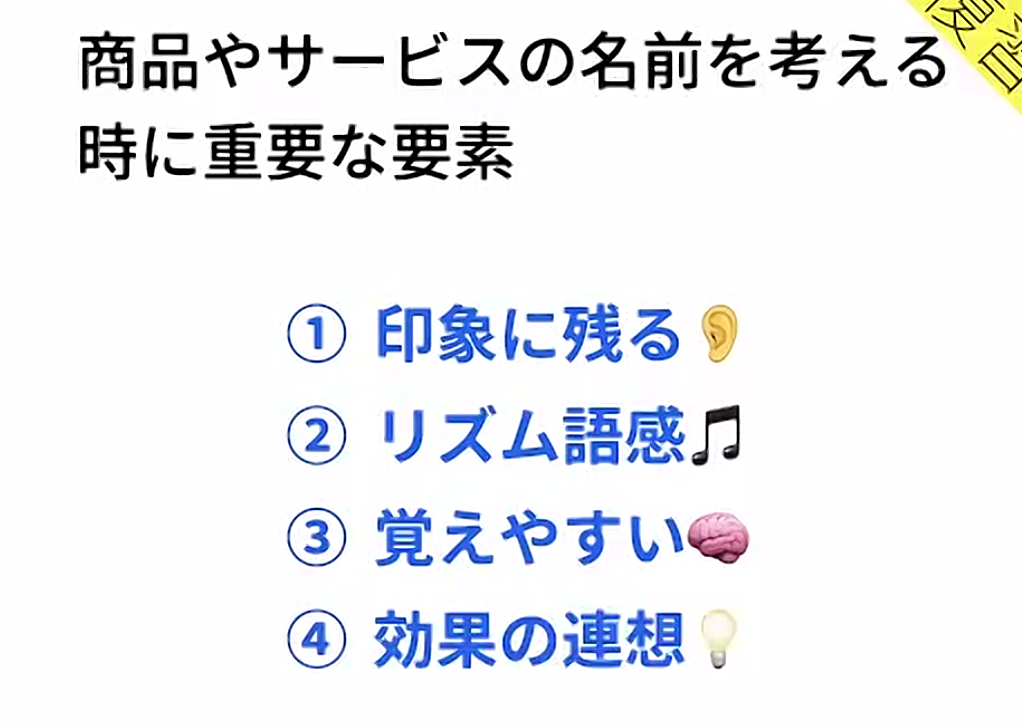 復習
商品やサービスの名前を考える
時に重要な要素
① 印象に残る👂
② リズム語感🎵
③ 覚えやすい🧠
④ 効果の連想💡